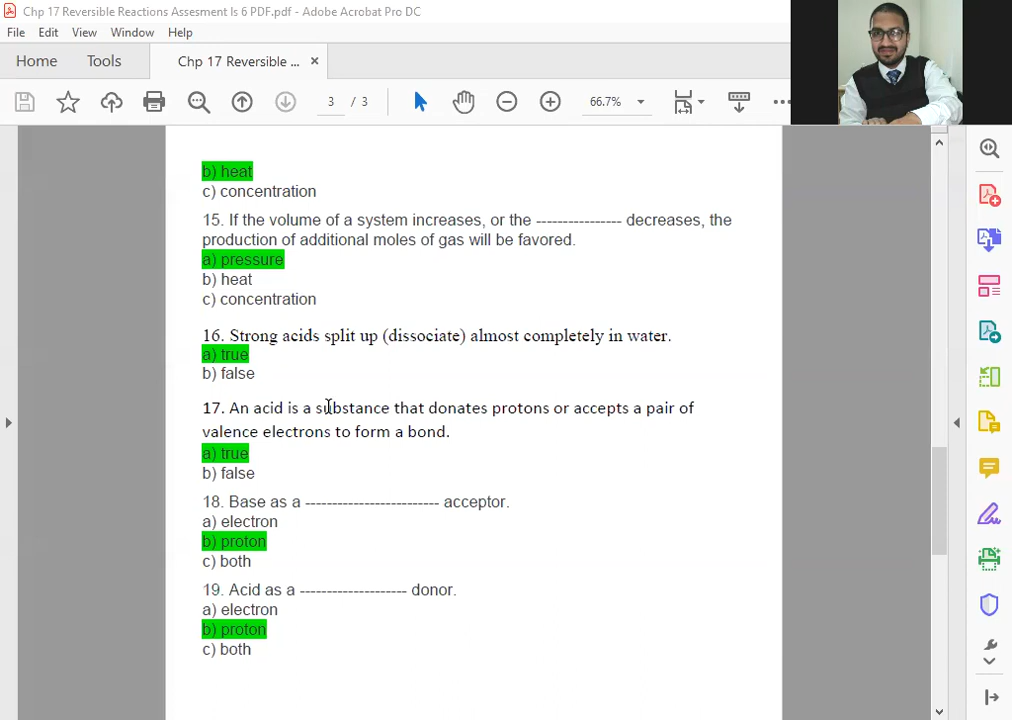 Chp 17 Reversible Reactions Assesment Is 6 PDF.pdf - Adobe Acrobat Pro DC
File Edit View Window Help
Home Tools Chp 17 Reversible ... ×
3 / 3 66.7%
b) heat
c) concentration
15. If the volume of a system increases, or the ---------------- decreases, the
production of additional moles of gas will be favored.
a) pressure
b) heat
c) concentration
16. Strong acids split up (dissociate) almost completely in water.
a) true
b) false
17. An acid is a substance that donates protons or accepts a pair of
valence electrons to form a bond.
a) true
b) false
18. Base as a ------------------------- acceptor.
a) electron
b) proton
c) both
19. Acid as a -------------------- donor.
a) electron
b) proton
c) both